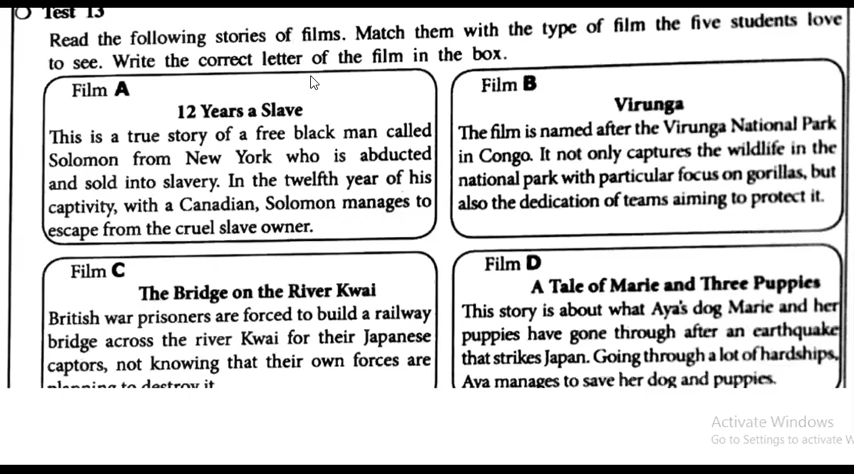 Test 13
Read the following stories of films. Match them with the type of film the five students love
to see. Write the correct letter of the film in the box.
Film A
12 Years a Slave
This is a true story of a free black man called
Solomon from New York who is abducted
and sold into slavery. In the twelfth year of his
captivity, with a Canadian, Solomon manages to
escape from the cruel slave owner.
Film B
Virunga
The film is named after the Virunga National Park
in Congo. It not only captures the wildlife in the
national park with particular focus on gorillas, but
also the dedication of teams aiming to protect it.
Film C
The Bridge on the River Kwai
British war prisoners are forced to build a railway
bridge across the river Kwai for their Japanese
captors, not knowing that their own forces are
planning to destroy it
Film D
A Tale of Marie and Three Puppies
This story is about what Aya's dog Marie and her
puppies have gone through after an earthquake
that strikes Japan. Going through a lot of hardships,
Aya manages to save her dog and puppies.
Activate Windows
Go to Settings to activate W